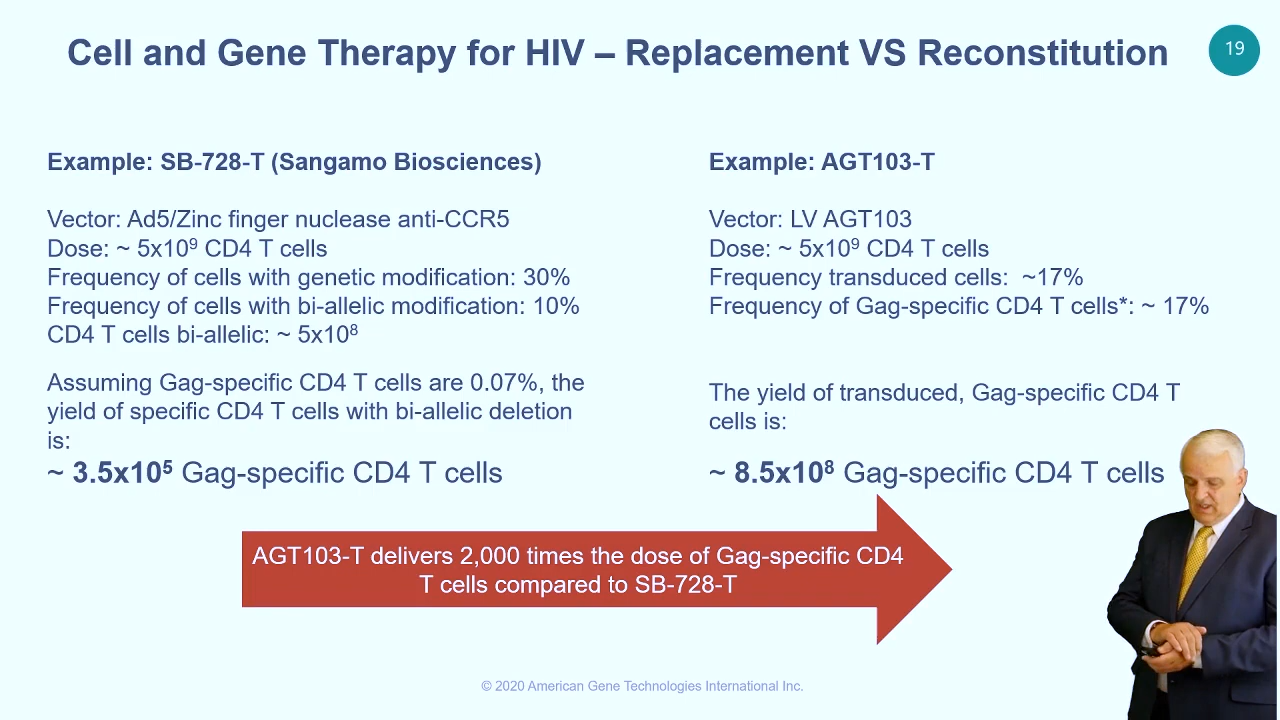 Cell and Gene Therapy for HIV – Replacement VS Reconstitution
19
Example: SB-728-T (Sangamo Biosciences)
Vector: Ad5/Zinc finger nuclease anti-CCR5
Dose: ~ 5x10⁹ CD4 T cells
Frequency of cells with genetic modification: 30%
Frequency of cells with bi-allelic modification: 10%
CD4 T cells bi-allelic: ~ 5x10⁸
Assuming Gag-specific CD4 T cells are 0.07%, the
yield of specific CD4 T cells with bi-allelic deletion
is:
~ 3.5x10⁵ Gag-specific CD4 T cells
Example: AGT103-T
Vector: LV AGT103
Dose: ~ 5x10⁹ CD4 T cells
Frequency transduced cells:  ~17%
Frequency of Gag-specific CD4 T cells*: ~ 17%
The yield of transduced, Gag-specific CD4 T
cells is:
~ 8.5x10⁸ Gag-specific CD4 T cells
AGT103-T delivers 2,000 times the dose of Gag-specific CD4
T cells compared to SB-728-T
© 2020 American Gene Technologies International Inc.